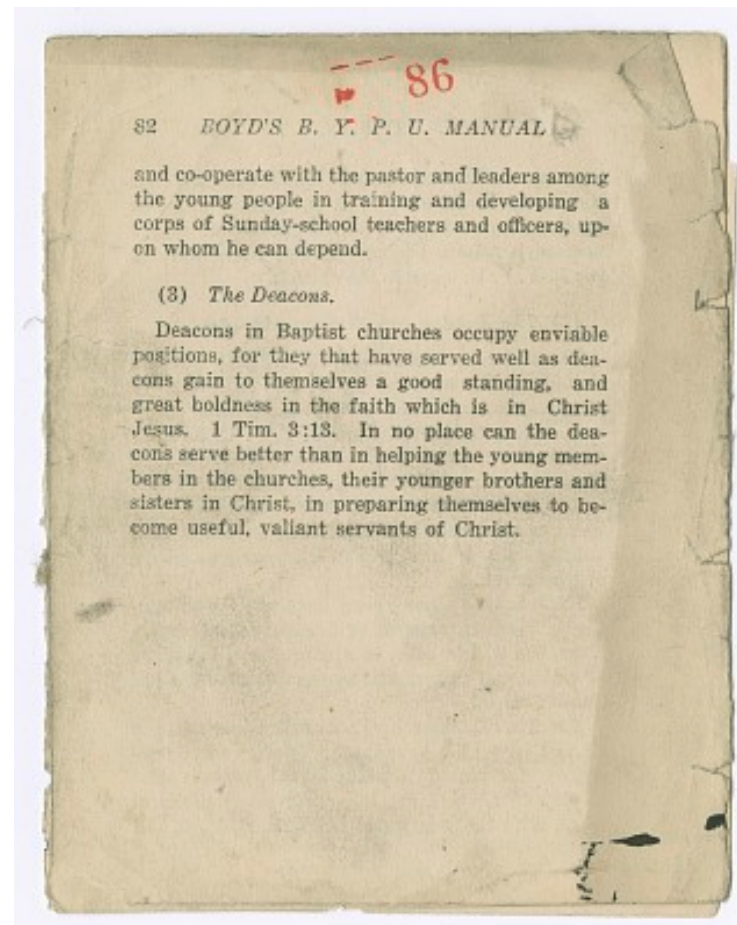 86
82 BOYD'S B. Y. P. U. MANUAL
and co-operate with the pastor and leaders among
the young people in training and developing a
corps of Sunday-school teachers and officers, up-
on whom he can depend.
(3) The Deacons.
Deacons in Baptist churches occupy enviable
positions, for they that have served well as dea-
cons gain to themselves a good standing, and
great boldness in the faith which is in Christ
Jesus. 1 Tim. 3:13. In no place can the dea-
cons serve better than in helping the young mem-
bers in the churches, their younger brothers and
sisters in Christ, in preparing themselves to be-
come useful, valiant servants of Christ.